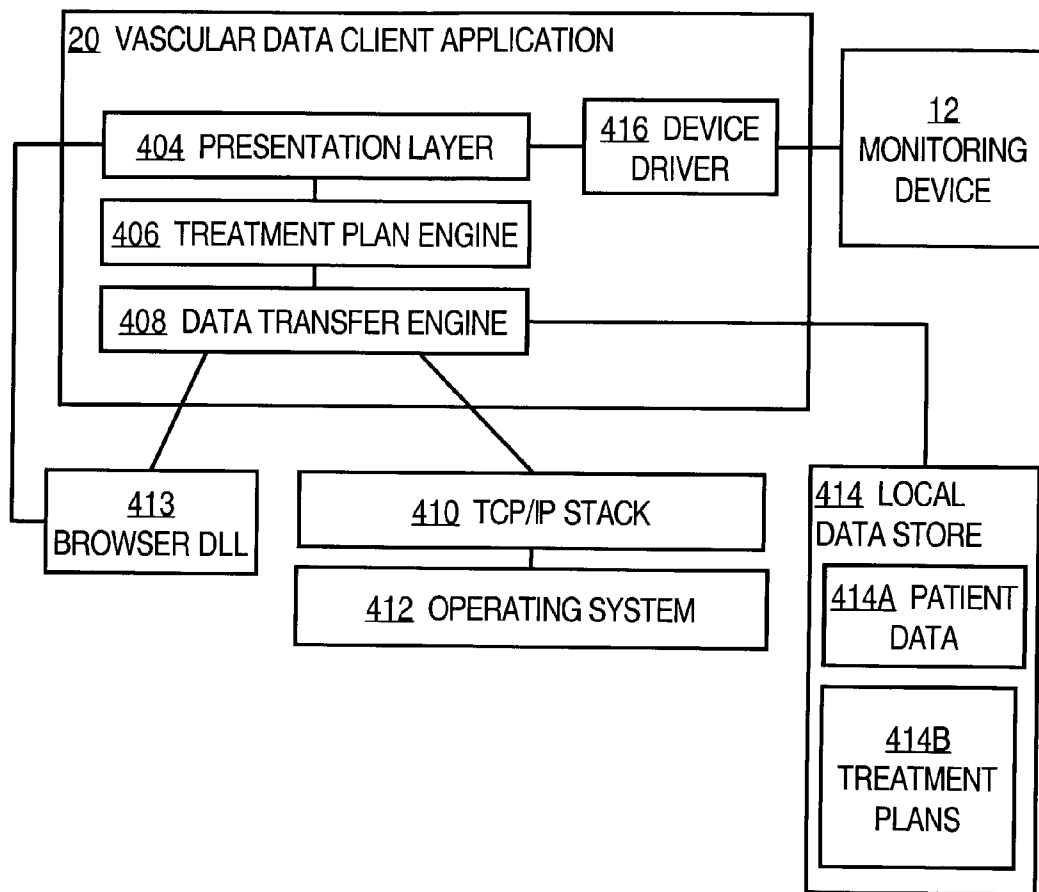 20 VASCULAR DATA CLIENT APPLICATION
404 PRESENTATION LAYER
416 DEVICE
DRIVER
12
MONITORING
DEVICE
406 TREATMENT PLAN ENGINE
408 DATA TRANSFER ENGINE
413
BROWSER DLL
410 TCP/IP STACK
412 OPERATING SYSTEM
414 LOCAL
DATA STORE
414A PATIENT
DATA
414B
TREATMENT
PLANS